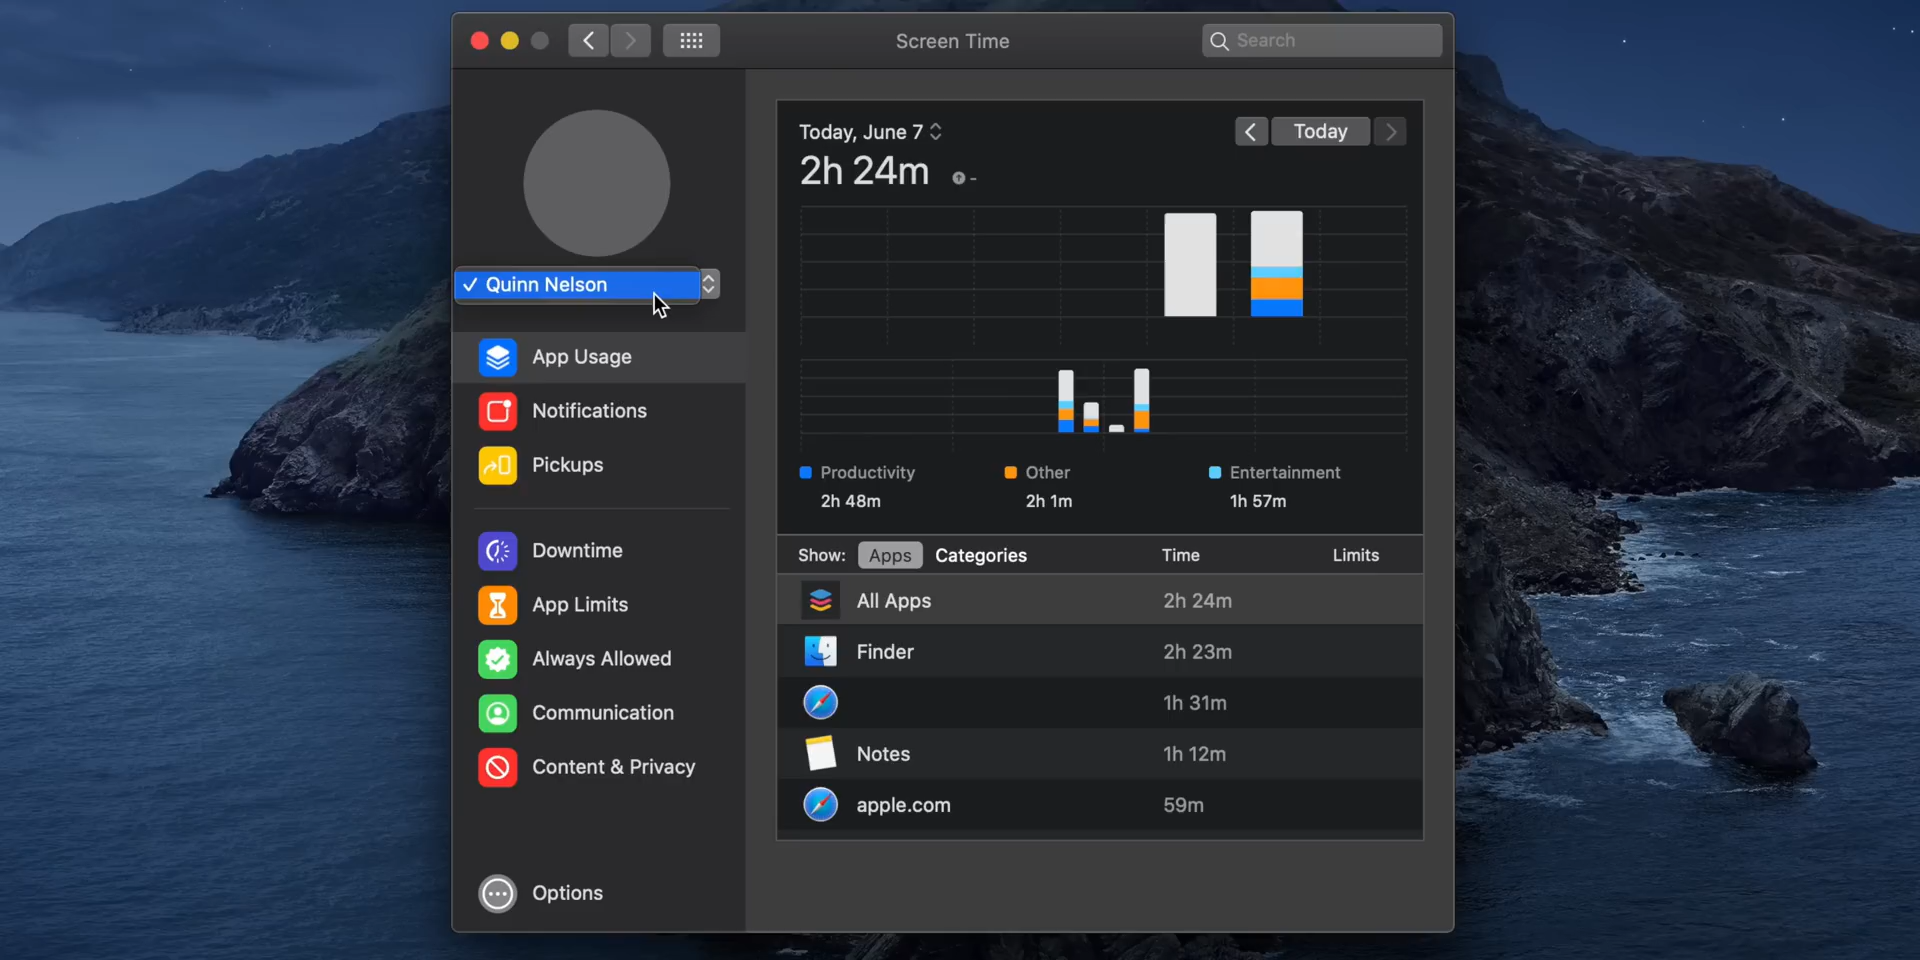 Screen Time
Search
Today, June 7
Today
2h 24m
-
✓ Quinn Nelson
App Usage
Notifications
Pickups
Downtime
App Limits
Always Allowed
Communication
Content & Privacy
Options
Productivity
Other
Entertainment
2h 48m
2h 1m
1h 57m
Show: Apps Categories Time Limits
All Apps 2h 24m
Finder 2h 23m
1h 31m
Notes 1h 12m
apple.com 59m